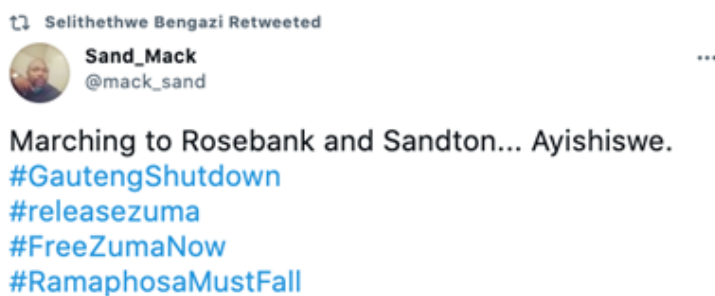 Selithethwe Bengazi Retweeted
Sand_Mack
@mack_sand
Marching to Rosebank and Sandton... Ayishiswe.
#GautengShutdown
#releasezuma
#FreeZumaNow
#RamaphosaMustFall